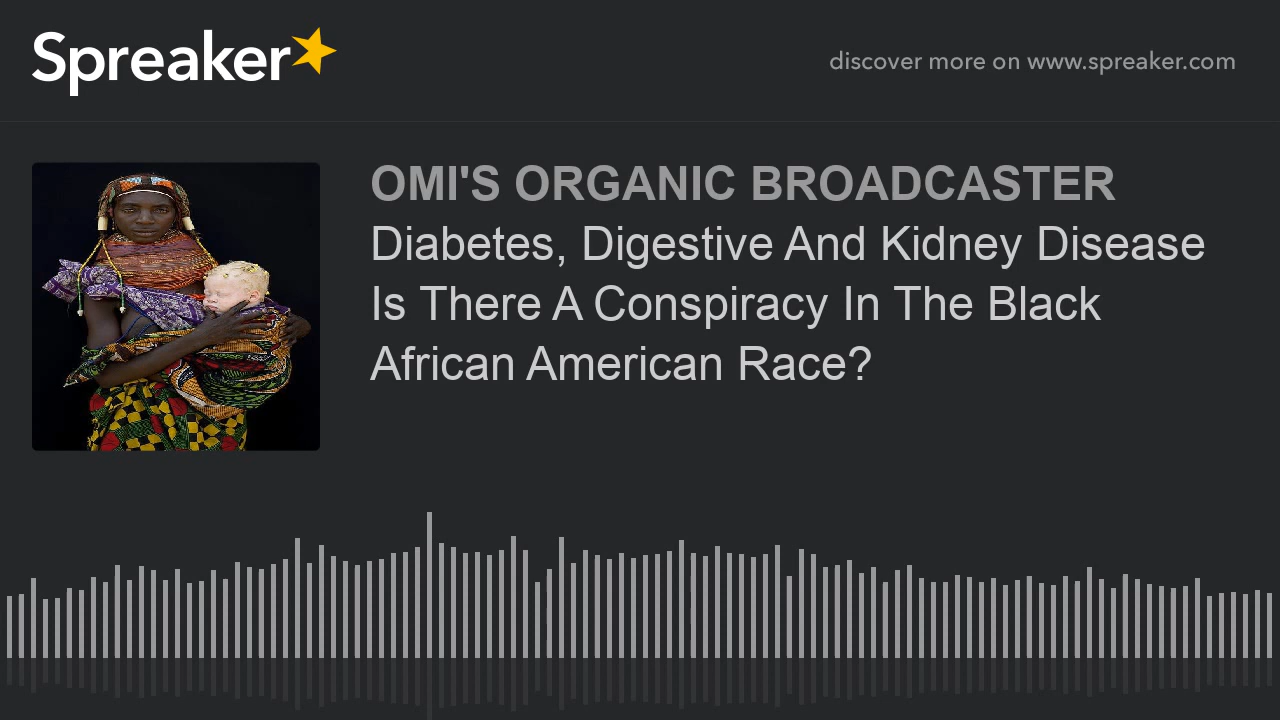 Spreaker
discover more on www.spreaker.com
OMI'S ORGANIC BROADCASTER
Diabetes, Digestive And Kidney Disease
Is There A Conspiracy In The Black
African American Race?